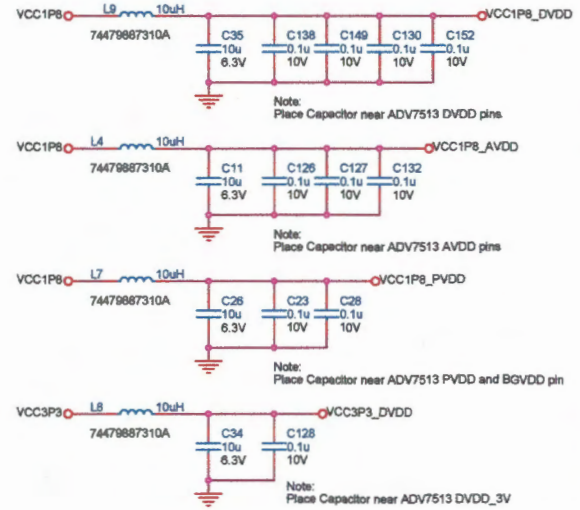 VCC1P8 L9 10uH VCC1P8_DVDD
74479887310A
C35 C138 C149 C130 C152
10u 0.1u 0.1u 0.1u 0.1u
6.3V 10V 10V 10V 10V
Note:
Place Capacitor near ADV7513 DVDD pins
VCC1P8 L4 10uH VCC1P8_AVDD
74479887310A
C11 C126 C127 C132
10u 0.1u 0.1u 0.1u
6.3V 10V 10V 10V
Note:
Place Capacitor near ADV7513 AVDD pins
VCC1P8 L7 10uH VCC1P8_PVDD
74479887310A
C26 C23 C28
10u 0.1u 0.1u
6.3V 10V 10V
Note:
Place Capacitor near ADV7513 PVDD and BGVDD pin
VCC3P3 L8 10uH VCC3P3_DVDD
74479887310A
C34 C128
10u 0.1u
6.3V 10V
Note:
Place Capacitor near ADV7513 DVDD_3V